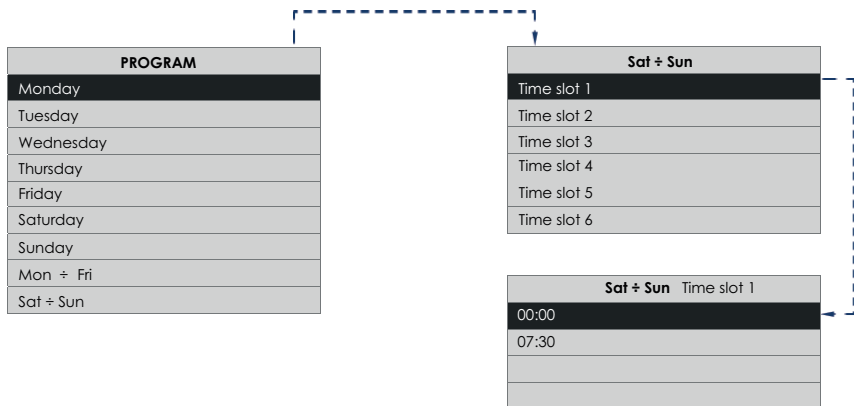 PROGRAM
Monday
Tuesday
Wednesday
Thursday
Friday
Saturday
Sunday
Mon ÷ Fri
Sat ÷ Sun
Sat ÷ Sun
Time slot 1
Time slot 2
Time slot 3
Time slot 4
Time slot 5
Time slot 6
Sat ÷ Sun Time slot 1
00:00
07:30